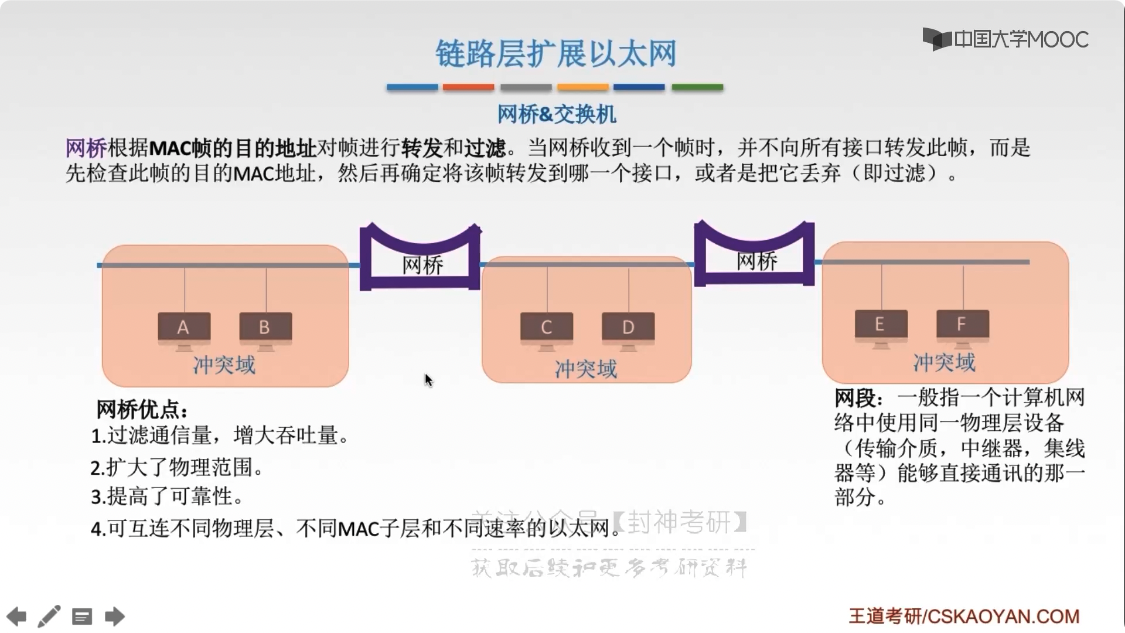 中国大学MOOC
链路层扩展以太网
网桥&交换机
网桥根据MAC帧的目的地址对帧进行转发和过滤。当网桥收到一个帧时，并不向所有接口转发此帧，而是
先检查此帧的目的MAC地址，然后再确定将该帧转发到哪一个接口，或者是把它丢弃（即过滤）。
网桥
网桥
A
B
C
D
E
F
冲突域
冲突域
冲突域
网桥优点：
1.过滤通信量，增大吞吐量。
2.扩大了物理范围。
3.提高了可靠性。
4.可互连不同物理层、不同MAC子层和不同速率的以太网。
网段：一般指一个计算机网
络中使用同一物理层设备
（传输介质，中继器，集线
器等）能够直接通讯的那一
部分。
关注公众号【封神考研】
获取后续和更多考研资料
王道考研/CSKAOYAN.COM